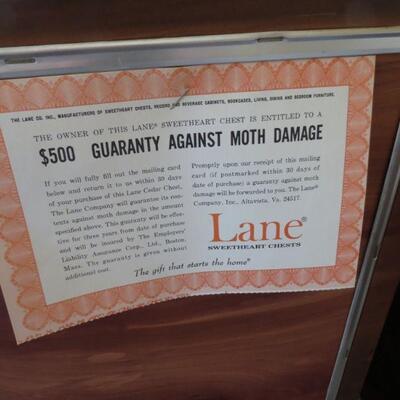 THE LANE CO. INC., MANUFACTURERS OF SWEETHEART CHESTS, RECORD AND BEVERAGE CABINETS, BOOKCASES, LIVING, DINING AND BEDROOM FURNITURE.
THE OWNER OF THIS LANE® SWEETHEART CHEST IS ENTITLED TO A
$500 GUARANTY AGAINST MOTH DAMAGE
If you will fully fill out the mailing card
below and return it to us within 30 days
of your purchase of this Lane Cedar Chest,
The Lane Company will guarantee its con-
tents against moth damage in the amount
specified above. This guaranty will be effec-
tive for three years from date of purchase
and will be insured by The Employers'
Liability Assurance Corp., Ltd., Boston,
Mass. The guaranty is given without
additional cost.
Promptly upon our receipt of this mailing
card (if postmarked within 30 days of
date of purchase) a guaranty against moth
damage will be forwarded to you. The Lane®
Company, Inc., Altavista, Va. 24517.
Lane®
SWEETHEART CHESTS
The gift that starts the home®